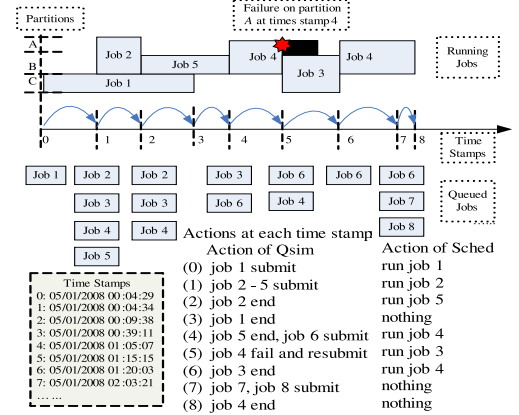 Partitions
Failure on partition
A at times stamp 4
A
B
C
Job 2
Job 5
Job 4
Job 3
Job 4
Job 1
Running
Jobs
0 1 2 3 4 5 6 7 8
Time
Stamps
Job 1 Job 2 Job 2 Job 3 Job 6 Job 6 Job 6
Job 3 Job 3 Job 6 Job 4 Job 7
Job 4 Job 4 Job 8
Job 5
Queued
Jobs
......
Actions at each time stamp
Action of Qsim Action of Sched
(0) job 1 submit run job 1
(1) job 2 - 5 submit run job 2
(2) job 2 end run job 5
(3) job 1 end nothing
(4) job 5 end, job 6 submit run job 4
(5) job 4 fail and resubmit run job 3
(6) job 3 end run job 4
(7) job 7, job 8 submit nothing
(8) job 4 end nothing
Time Stamps
0: 05/01/2008 00:04:29
1: 05/01/2008 00:04:34
2: 05/01/2008 00:09:38
3: 05/01/2008 00:39:11
4: 05/01/2008 01:05:07
5: 05/01/2008 01:15:15
6: 05/01/2008 01:20:03
7: 05/01/2008 02:03:21
... ...